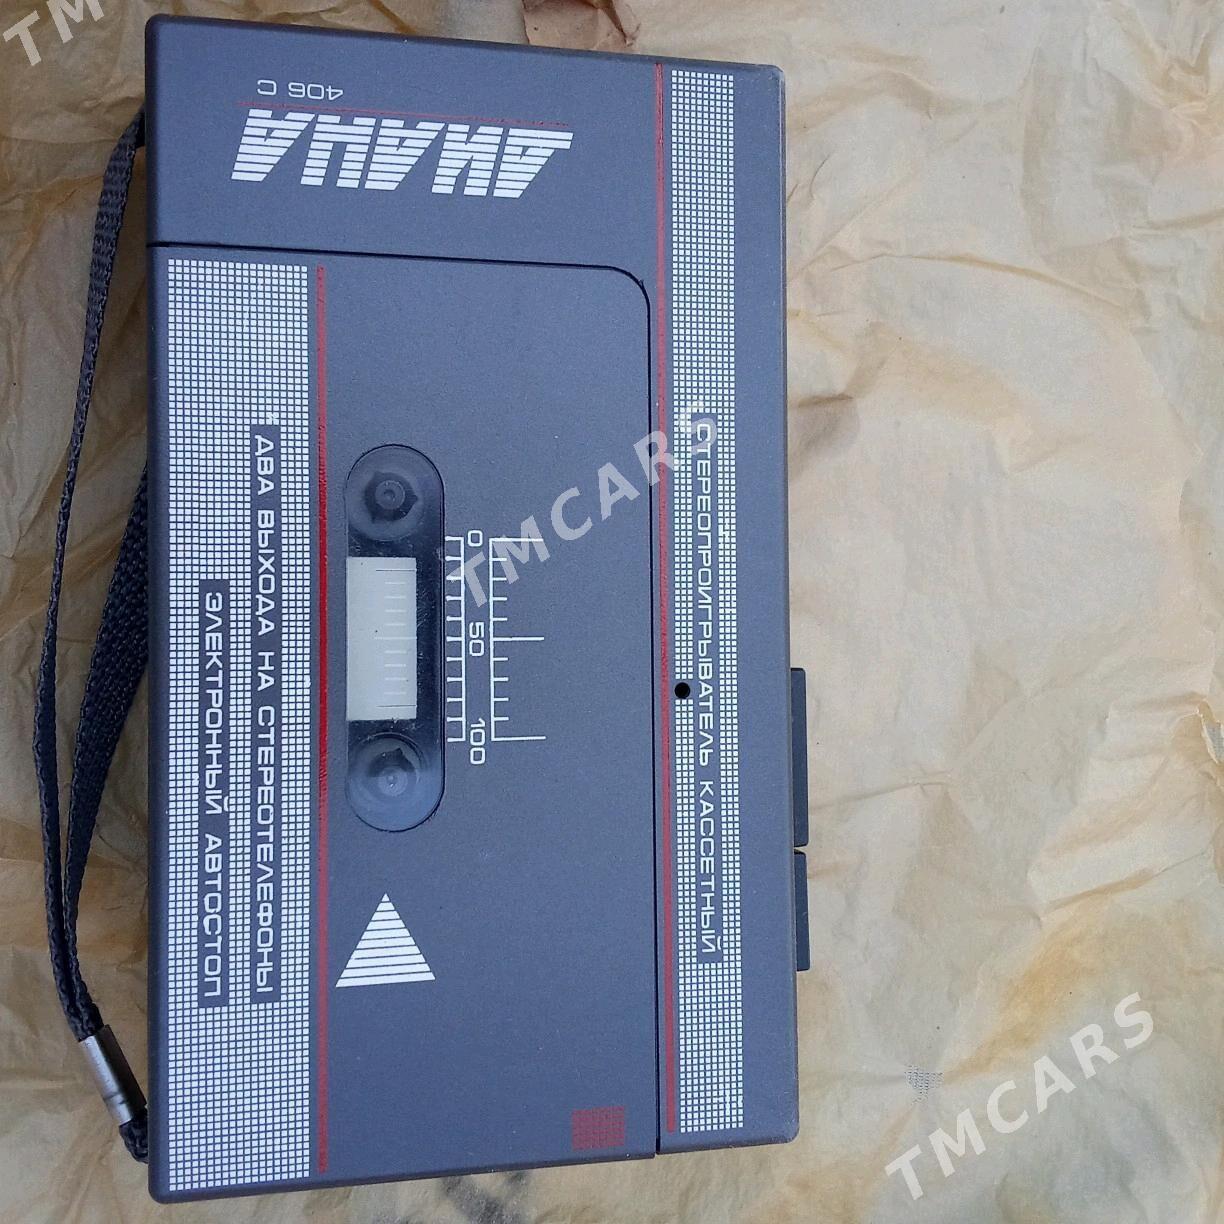 ДИАНА
406 С
СТЕРЕОПРОИГРЫВАТЕЛЬ КАССЕТНЫЙ
0 50 100
ДВА ВЫХОДА НА СТЕРЕОТЕЛЕФОНЫ
ЭЛЕКТРОННЫЙ АВТОСТОП
TM
TMCARS
TMCARS